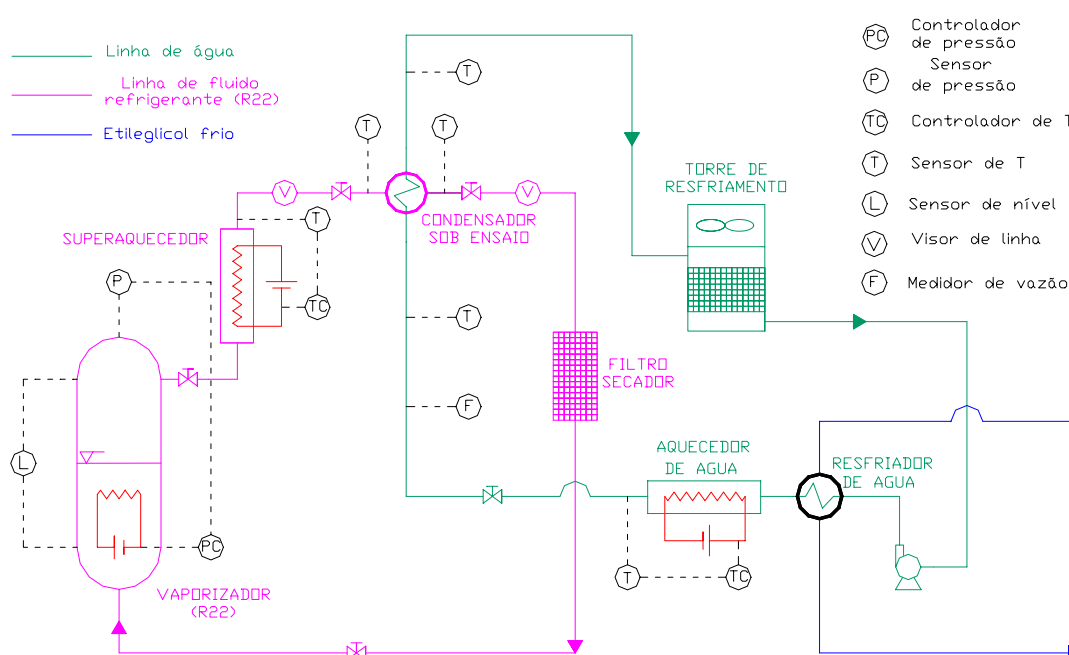 Linha de água
Linha de fluido
refrigerante (R22)
Etileglicol frio
PC
Controlador
de pressão
P
Sensor
de pressão
TC
Controlador de T
T
Sensor de T
L
Sensor de nível
V
Visor de linha
F
Medidor de vazão
T
T
T
TORRE DE
RESFRIAMENTO
V
V
CONDENSADOR
SOB ENSAIO
T
SUPERAQUECEDOR
P
TC
T
FILTRO
SECADOR
F
L
AQUECEDOR
DE AGUA
RESFRIADOR
DE AGUA
PC
T
TC
VAPORIZADOR
(R22)